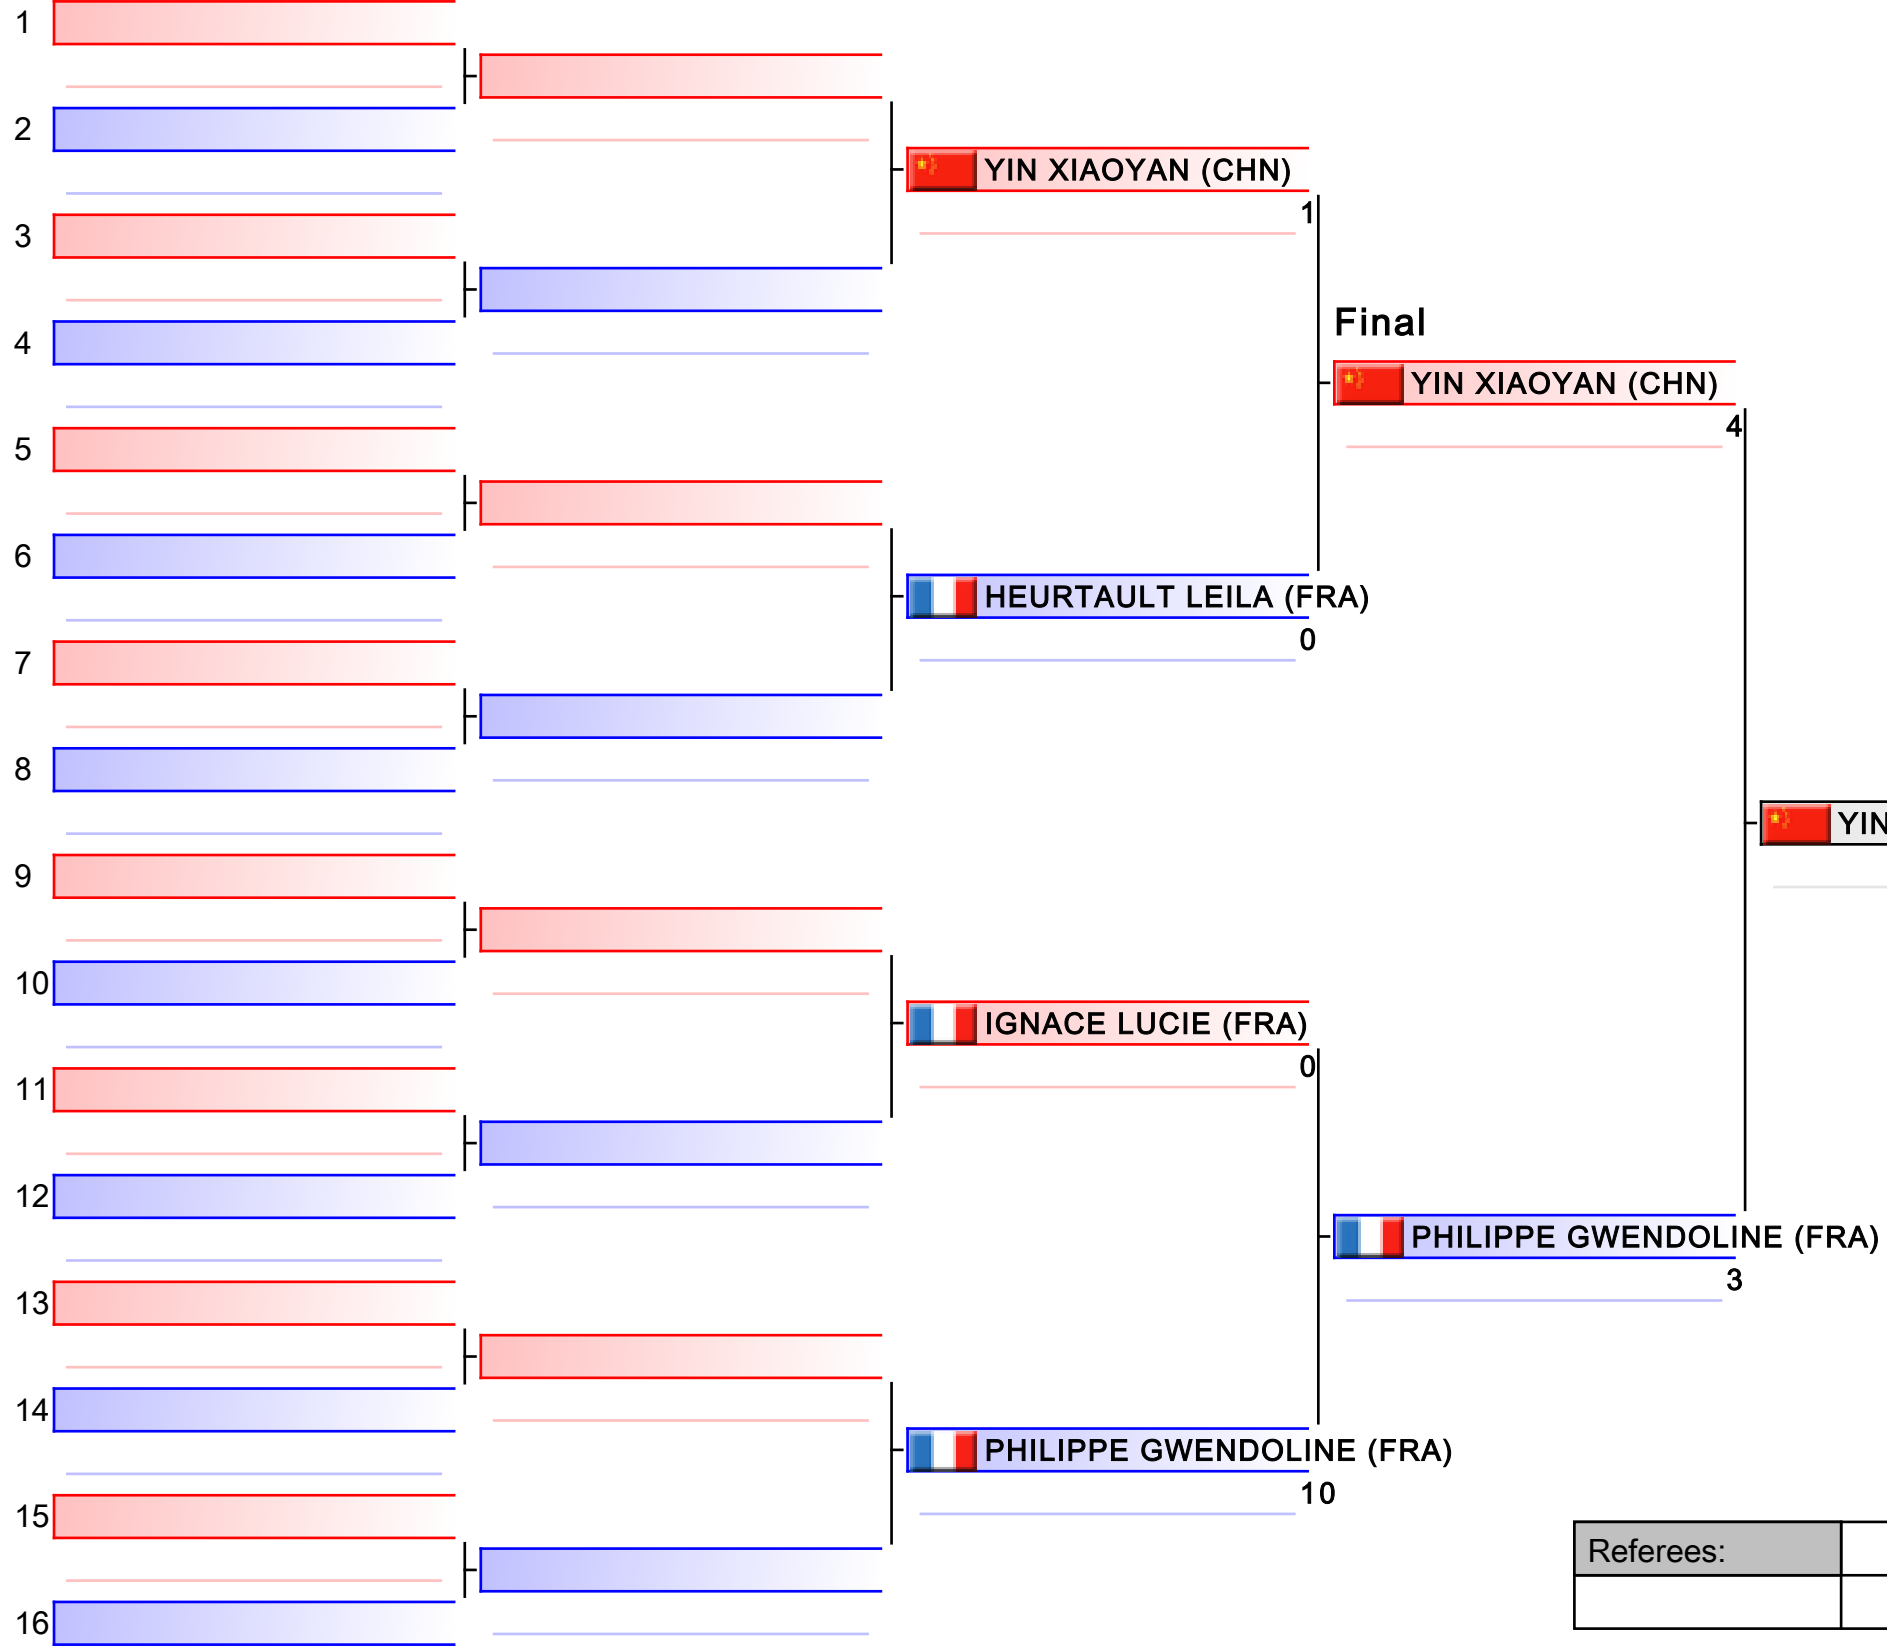 1
2
YIN XIAOYAN (CHN)
1
3
Final
4
YIN XIAOYAN (CHN)
4
5
6
HEURTAULT LEILA (FRA)
0
7
8
YIN
9
10
IGNACE LUCIE (FRA)
0
11
12
PHILIPPE GWENDOLINE (FRA)
3
13
14
PHILIPPE GWENDOLINE (FRA)
10
15
Referees:
16